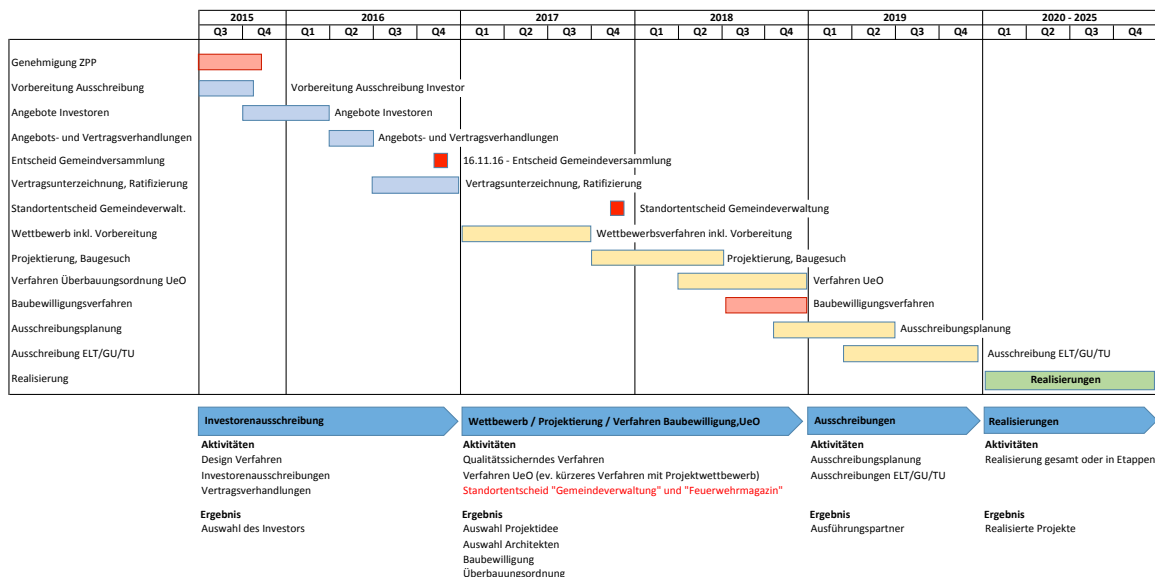 2015 2016 2017 2018 2019 2020 - 2025
Q3 Q4 Q1 Q2 Q3 Q4 Q1 Q2 Q3 Q4 Q1 Q2 Q3 Q4 Q1 Q2 Q3 Q4 Q1 Q2 Q3 Q4
Genehmigung ZPP
Vorbereitung Ausschreibung Vorbereitung Ausschreibung Investor
Angebote Investoren Angebote Investoren
Angebots- und Vertragsverhandlungen Angebots- und Vertragsverhandlungen
Entscheid Gemeindversammlung 16.11.16 - Entscheid Gemeindeversammlung
Vertragsunterzeichnung, Ratifizierung Vertragsunterzeichnung, Ratifizierung
Standortentscheid Gemeindeverwalt. Standortentscheid Gemeindeverwaltung
Wettbewerb inkl. Vorbereitung Wettbewerbsverfahren inkl. Vorbereitung
Projektierung, Baugesuch Projektierung, Baugesuch
Verfahren Überbauungsordnung UeO Verfahren UeO
Baubewilligungsverfahren Baubewilligungsverfahren
Ausschreibungsplanung Ausschreibungsplanung
Ausschreibung ELT/GU/TU Ausschreibung ELT/GU/TU
Realisierung Realisierungen
Investorenausschreibung
Aktivitäten
Design Verfahren
Investorenausschreibungen
Vertragsverhandlungen
Ergebnis
Auswahl des Investors
Wettbewerb / Projektierung / Verfahren Baubewilligung,UeO
Aktivitäten
Qualitätssicherndes Verfahren
Verfahren UeO (ev. kürzeres Verfahren mit Projektwettbewerb)
Standortentscheid "Gemeindeverwaltung" und "Feuerwehrmagazin"
Ergebnis
Auswahl Projektidee
Auswahl Architekten
Baubewilligung
Überbauungsordnung
Ausschreibungen
Aktivitäten
Ausschreibungsplanung
Ausschreibungen ELT/GU/TU
Ergebnis
Ausführungspartner
Realisierungen
Aktivitäten
Realisierung gesamt oder in Etappen
Ergebnis
Realisierte Projekte